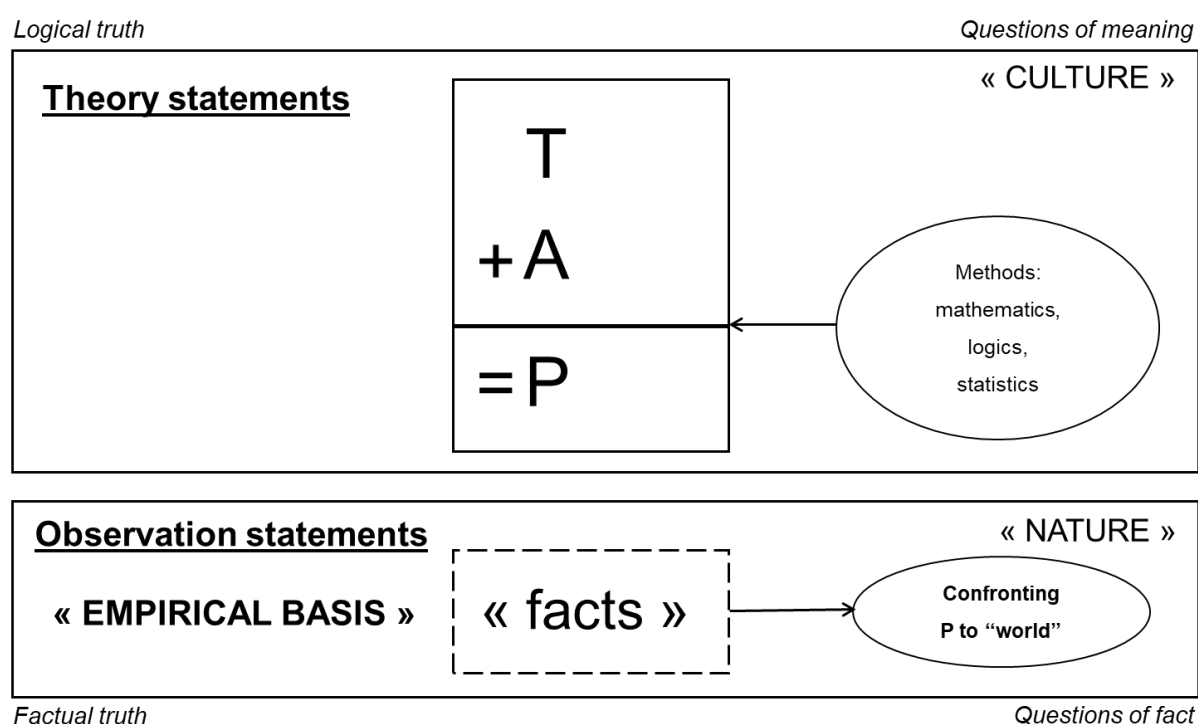 Logical truth
Questions of meaning
Theory statements
« CULTURE »
T
+ A
= P
Methods:
mathematics,
logics,
statistics
Observation statements
« NATURE »
« EMPIRICAL BASIS »
« facts »
Confronting
P to “world”
Factual truth
Questions of fact